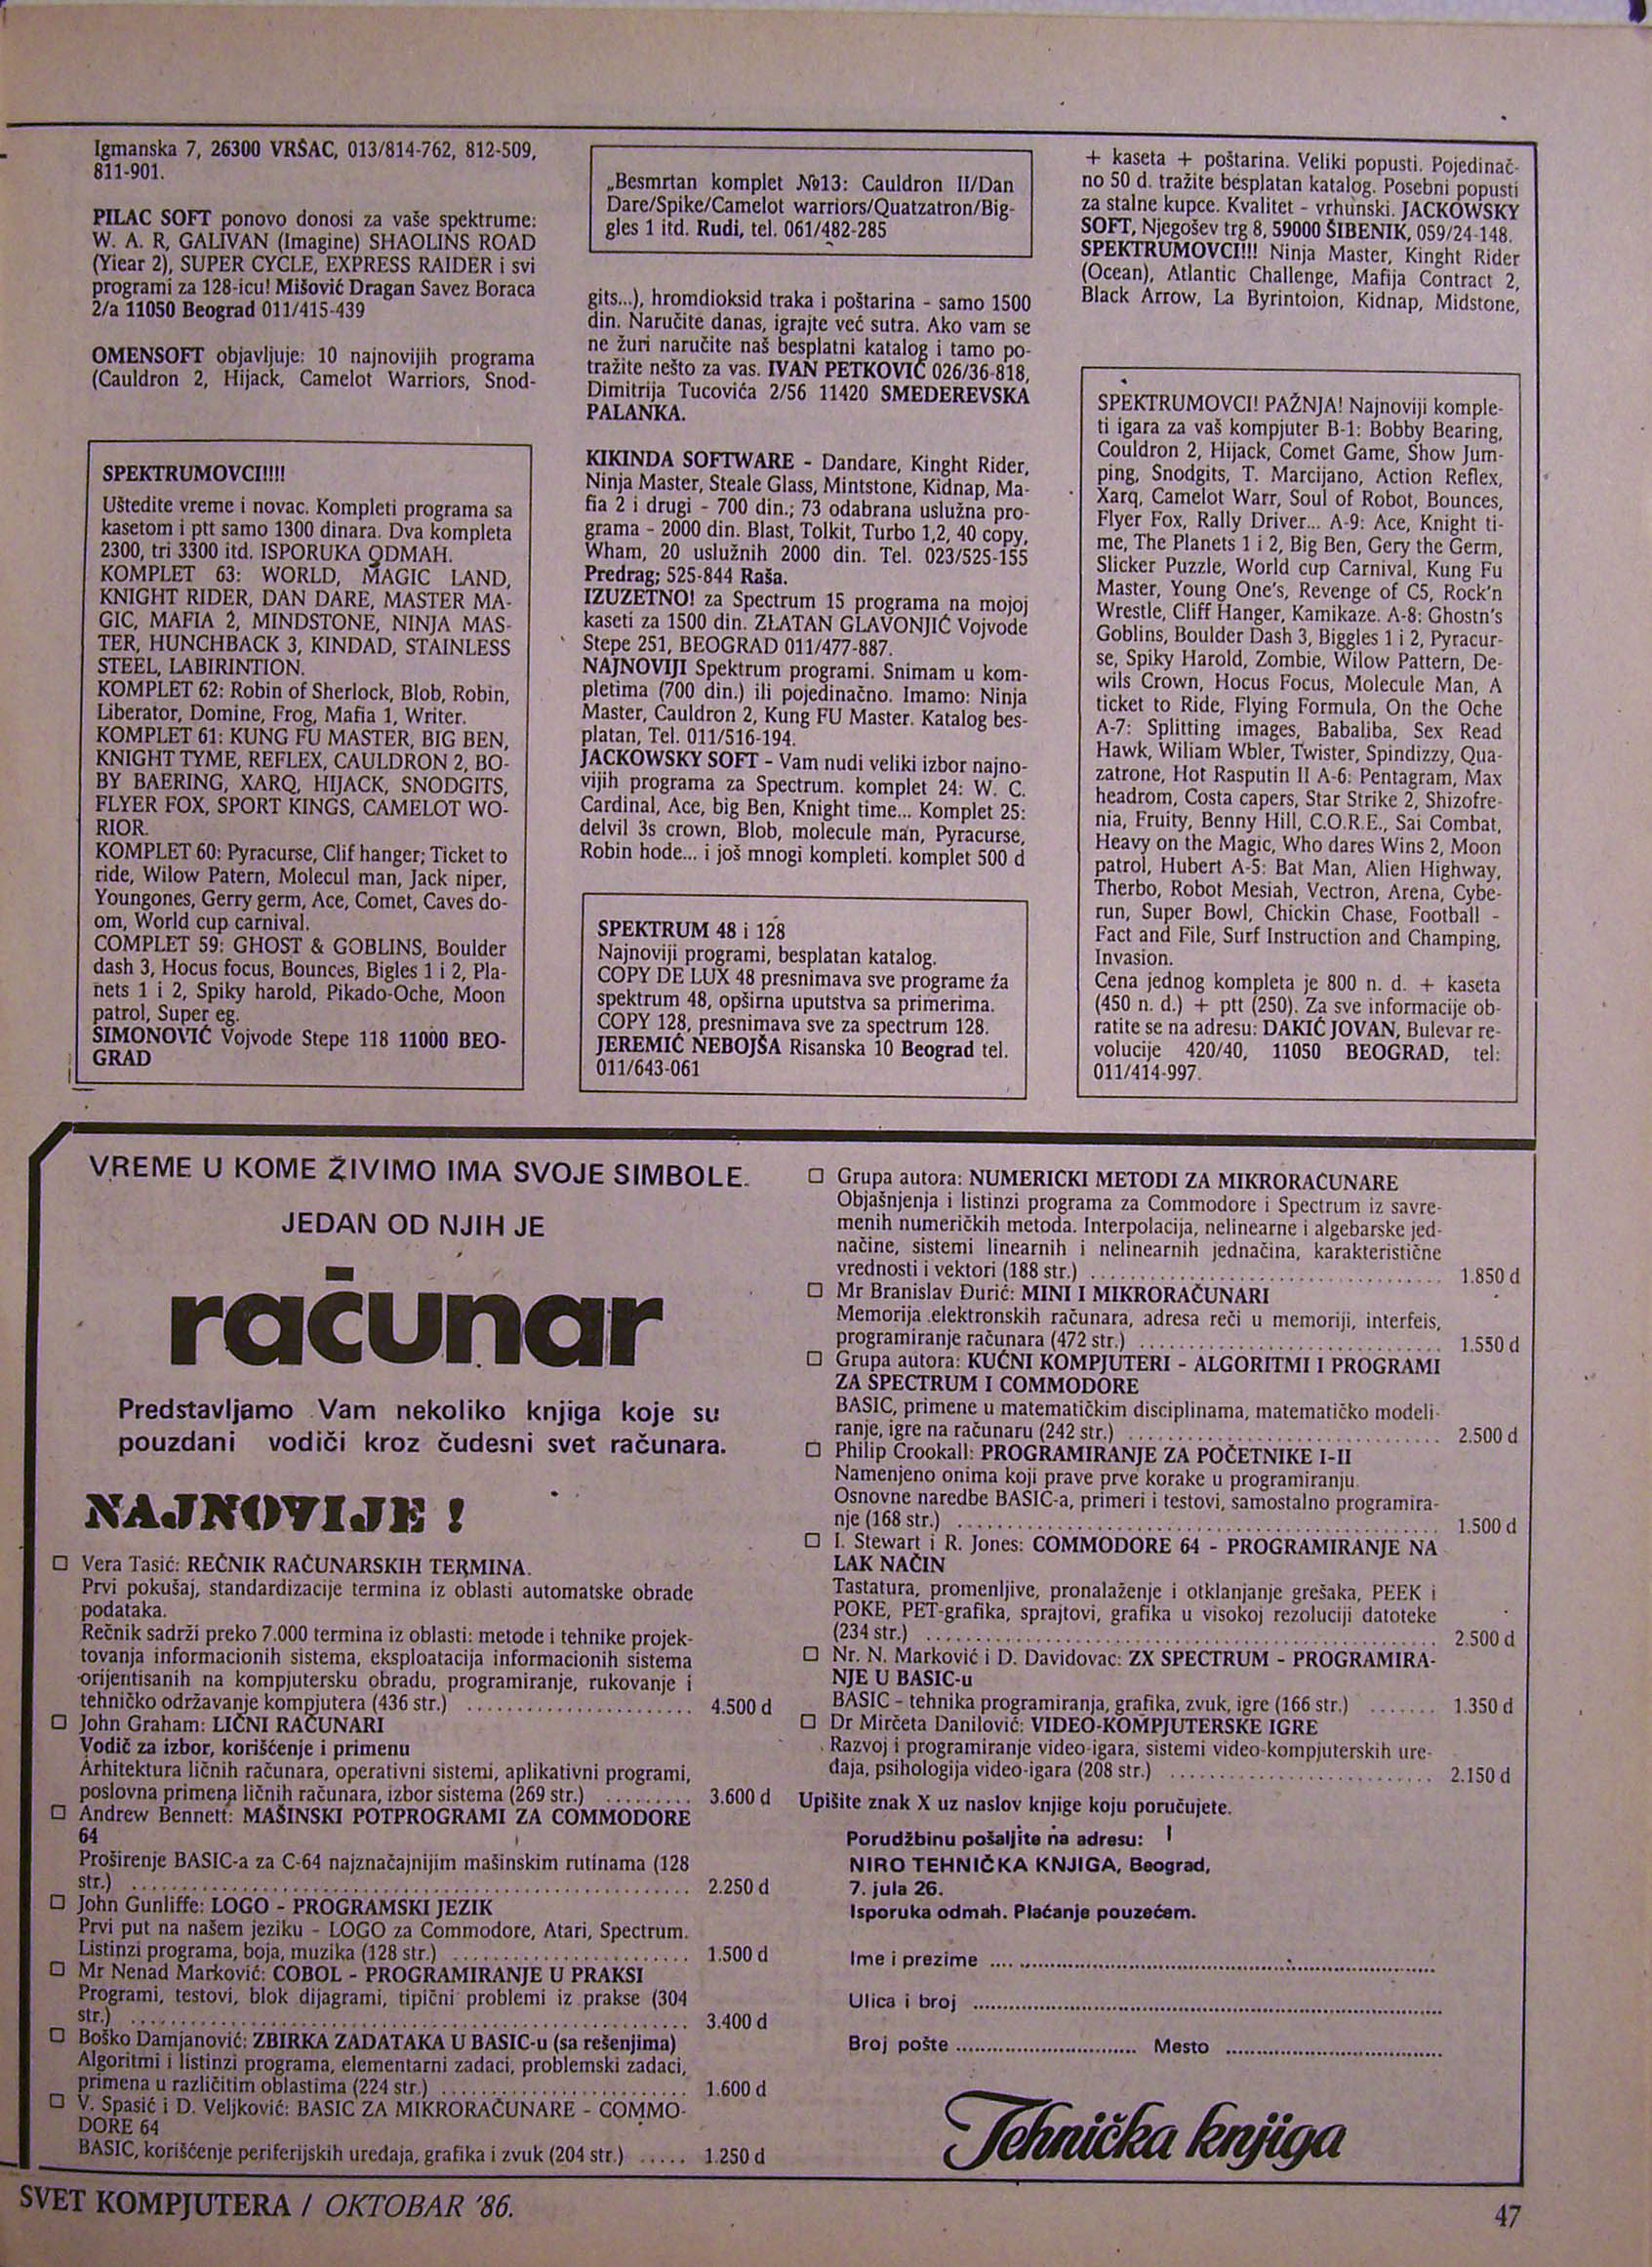 Igmanska 7, 26300 VRŠAC, 013/814-762, 812-509,
811-901.
PILAC SOFT ponovo donosi za vaše spektrume:
W. A. R, GALIVAN (Imagine) SHAOLINS ROAD
(Yiear 2), SUPER CYCLE, EXPRESS RAIDER i svi
programi za 128-icu! Mišović Dragan Savez Boraca
2/a 11050 Beograd 011/415-439
OMENSOFT objavljuje: 10 najnovijih programa
(Cauldron 2, Hijack, Camelot Warriors, Snod-
SPEKTRUMOVCI!!!!
Uštedite vreme i novac. Kompleti programa sa
kasetom i ptt samo 1300 dinara. Dva kompleta
2300, tri 3300 itd. ISPORUKA ODMAH.
KOMPLET 63: WORLD, MAGIC LAND,
KNIGHT RIDER, DAN DARE, MASTER MA-
GIC, MAFIA 2, MINDSTONE, NINJA MAS-
TER, HUNCHBACK 3, KINDAD, STAINLESS
STEEL, LABIRINTION.
KOMPLET 62: Robin of Sherlock, Blob, Robin,
Liberator, Domine, Frog, Mafia 1, Writer.
KOMPLET 61: KUNG FU MASTER, BIG BEN,
KNIGHT TYME, REFLEX, CAULDRON 2, BO-
BY BAERING, XARQ, HIJACK, SNODGITS,
FLYER FOX, SPORT KINGS, CAMELOT WO-
RIOR.
KOMPLET 60: Pyracurse, Clif hanger; Ticket to
ride, Wilow Patern, Molecul man, Jack niper,
Youngones, Gerry germ, Ace, Comet, Caves do-
om, World cup carnival.
COMPLET 59: GHOST & GOBLINS, Boulder
dash 3, Hocus focus, Bounces, Bigles 1 i 2, Pla-
nets 1 i 2, Spiky harold, Pikado-Oche, Moon
patrol, Super eg.
SIMONOVIĆ Vojvode Stepe 118 11000 BEO-
GRAD
„Besmrtan komplet №13: Cauldron II/Dan
Dare/Spike/Camelot warriors/Quatzatron/Big-
gles 1 itd. Rudi, tel. 061/482-285
gits...), hromdioksid traka i poštarina - samo 1500
din. Naručite danas, igrajte već sutra. Ako vam se
ne žuri naručite naš besplatni katalog i tamo po-
tražite nešto za vas. IVAN PETKOVIĆ 026/36-818,
Dimitrija Tucovića 2/56 11420 SMEDEREVSKA
PALANKA.
KIKINDA SOFTWARE - Dandare, Kinght Rider,
Ninja Master, Steale Glass, Mintstone, Kidnap, Ma-
fia 2 i drugi - 700 din.; 73 odabrana uslužna pro-
grama - 2000 din. Blast, Tolkit, Turbo 1,2, 40 copy,
Wham, 20 uslužnih 2000 din. Tel. 023/525-155
Predrag; 525-844 Raša.
IZUZETNO! za Spectrum 15 programa na mojoj
kaseti za 1500 din. ZLATAN GLAVONJIĆ Vojvode
Stepe 251, BEOGRAD 011/477-887.
NAJNOVIJI Spektrum programi. Snimam u kom-
pletima (700 din.) ili pojedinačno. Imamo: Ninja
Master, Cauldron 2, Kung FU Master. Katalog bes-
platan, Tel. 011/516-194.
JACKOWSKY SOFT - Vam nudi veliki izbor najno-
vijih programa za Spectrum. komplet 24: W. C.
Cardinal, Ace, big Ben, Knight time... Komplet 25:
delvil 3s crown, Blob, molecule man, Pyracurse,
Robin hode... i još mnogi kompleti. komplet 500 d
SPEKTRUM 48 i 128
Najnoviji programi, besplatan katalog.
COPY DE LUX 48 presnimava sve programe za
spektrum 48, opširna uputstva sa primerima.
COPY 128, presnimava sve za spectrum 128.
JEREMIĆ NEBOJŠA Risanska 10 Beograd tel.
011/643-061
+ kaseta + poštarina. Veliki popusti. Pojedinač-
no 50 d. tražite besplatan katalog. Posebni popusti
za stalne kupce. Kvalitet - vrhunski. JACKOWSKY
SOFT, Njegošev trg 8, 59000 ŠIBENIK, 059/24-148.
SPEKTRUMOVCI!!! Ninja Master, Kinght Rider
(Ocean), Atlantic Challenge, Mafija Contract 2,
Black Arrow, La Byrintoion, Kidnap, Midstone,
SPEKTRUMOVCI! PAŽNJA! Najnoviji komple-
ti igara za vaš kompjuter B-1: Bobby Bearing,
Couldron 2, Hijack, Comet Game, Show Jum-
ping, Snodgits, T. Marcijano, Action Reflex,
Xarq, Camelot Warr, Soul of Robot, Bounces,
Flyer Fox, Rally Driver... A-9: Ace, Knight ti-
me, The Planets 1 i 2, Big Ben, Gery the Germ,
Slicker Puzzle, World cup Carnival, Kung Fu
Master, Young One's, Revenge of C5, Rock'n
Wrestle, Cliff Hanger, Kamikaze. A-8: Ghostn's
Goblins, Boulder Dash 3, Biggles 1 i 2, Pyracur-
se, Spiky Harold, Zombie, Wilow Pattern, De-
wils Crown, Hocus Focus, Molecule Man, A
ticket to Ride, Flying Formula, On the Oche
A-7: Splitting images, Babaliba, Sex Read
Hawk, Wiliam Wbler, Twister, Spindizzy, Qua-
zatrone, Hot Rasputin II A-6: Pentagram, Max
headrom, Costa capers, Star Strike 2, Shizofre-
nia, Fruity, Benny Hill, C.O.R.E., Sai Combat,
Heavy on the Magic, Who dares Wins 2, Moon
patrol, Hubert A-5: Bat Man, Alien Highway,
Therbo, Robot Mesiah, Vectron, Arena, Cybe-
run, Super Bowl, Chickin Chase, Football -
Fact and File, Surf Instruction and Champing,
Invasion.
Cena jednog kompleta je 800 n. d. + kaseta
(450 n. d.) + ptt (250). Za sve informacije ob-
ratite se na adresu: DAKIĆ JOVAN, Bulevar re-
volucije 420/40, 11050 BEOGRAD, tel:
011/414-997.
VREME U KOME ŽIVIMO IMA SVOJE SIMBOLE.
JEDAN OD NJIH JE
računar
Predstavljamo Vam nekoliko knjiga koje su
pouzdani vodiči kroz čudesni svet računara.
NAJNOVIJE !
□ Vera Tasić: REČNIK RAČUNARSKIH TERMINA.
Prvi pokušaj, standardizacije termina iz oblasti automatske obrade
podataka.
Rečnik sadrži preko 7.000 termina iz oblasti: metode i tehnike projek-
tovanja informacionih sistema, eksploatacija informacionih sistema
orijentisanih na kompjutersku obradu, programiranje, rukovanje i
tehničko održavanje kompjutera (436 str.) ........ 4.500 d
□ John Graham: LIČNI RAČUNARI
Vodič za izbor, korišćenje i primenu
Arhitektura ličnih računara, operativni sistemi, aplikativni programi,
poslovna primena ličnih računara, izbor sistema (269 str.) ........ 3.600 d
□ Andrew Bennett: MAŠINSKI POTPROGRAMI ZA COMMODORE
64
Proširenje BASIC-a za C-64 najznačajnijim mašinskim rutinama (128
str.) ........ 2.250 d
□ John Gunliffe: LOGO - PROGRAMSKI JEZIK
Prvi put na našem jeziku - LOGO za Commodore, Atari, Spectrum.
Listinzi programa, boja, muzika (128 str.) ........ 1.500 d
□ Mr Nenad Marković: COBOL - PROGRAMIRANJE U PRAKSI
Programi, testovi, blok dijagrami, tipični problemi iz prakse (304
str.) ........ 3.400 d
□ Boško Damjanović: ZBIRKA ZADATAKA U BASIC-u (sa rešenjima)
Algoritmi i listinzi programa, elementarni zadaci, problemski zadaci,
primena u različitim oblastima (224 str.) ........ 1.600 d
□ V. Spasić i D. Veljković: BASIC ZA MIKRORAČUNARE - COMMO-
DORE 64
BASIC, korišćenje periferijskih uređaja, grafika i zvuk (204 str.) ..... 1.250 d
□ Grupa autora: NUMERIČKI METODI ZA MIKRORAČUNARE
Objašnjenja i listinzi programa za Commodore i Spectrum iz savre-
menih numeričkih metoda. Interpolacija, nelinearne i algebarske jed-
načine, sistemi linearnih i nelinearnih jednačina, karakteristične
vrednosti i vektori (188 str.) ........ 1.850 d
□ Mr Branislav Đurić: MINI I MIKRORAČUNARI
Memorija elektronskih računara, adresa reči u memoriji, interfeis,
programiranje računara (472 str.) ........ 1.550 d
□ Grupa autora: KUĆNI KOMPJUTERI - ALGORITMI I PROGRAMI
ZA SPECTRUM I COMMODORE
BASIC, primene u matematičkim disciplinama, matematičko modeli-
ranje, igre na računaru (242 str.) ........ 2.500 d
□ Philip Crookall: PROGRAMIRANJE ZA POČETNIKE I-II
Namenjeno onima koji prave prve korake u programiranju.
Osnovne naredbe BASIC-a, primeri i testovi, samostalno programira-
nje (168 str.) ........ 1.500 d
□ I. Stewart i R. Jones: COMMODORE 64 - PROGRAMIRANJE NA
LAK NAČIN
Tastatura, promenljive, pronalaženje i otklanjanje grešaka, PEEK i
POKE, PET-grafika, sprajtovi, grafika u visokoj rezoluciji datoteke
(234 str.) ........ 2.500 d
□ Nr. N. Marković i D. Davidovac: ZX SPECTRUM - PROGRAMIRA-
NJE U BASIC-u
BASIC - tehnika programiranja, grafika, zvuk, igre (166 str.) ....... 1.350 d
□ Dr Mirčeta Danilović: VIDEO-KOMPJUTERSKE IGRE
Razvoj i programiranje video-igara, sistemi video-kompjuterskih ure-
đaja, psihologija video-igara (208 str.) ........ 2.150 d
Upišite znak X uz naslov knjige koju poručujete.
Porudžbinu pošaljite na adresu:
NIRO TEHNIČKA KNJIGA, Beograd,
7. jula 26.
Isporuka odmah. Plaćanje pouzećem.
Ime i prezime ........
Ulica i broj ........
Broj pošte ........ Mesto ........
Tehnička knjiga
SVET KOMPJUTERA / OKTOBAR '86.
47